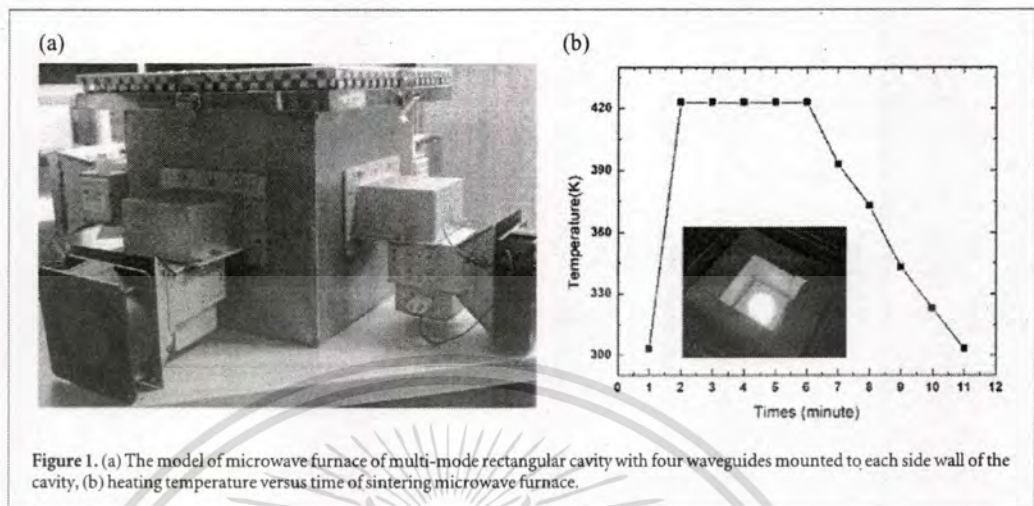 (a)
(b)
420
390
360
330
300
Temperature(K)
0 1 2 3 4 5 6 7 8 9 10 11 12
Times (minute)
Figure 1. (a) The model of microwave furnace of multi-mode rectangular cavity with four waveguides mounted to each side wall of the
cavity, (b) heating temperature versus time of sintering microwave furnace.